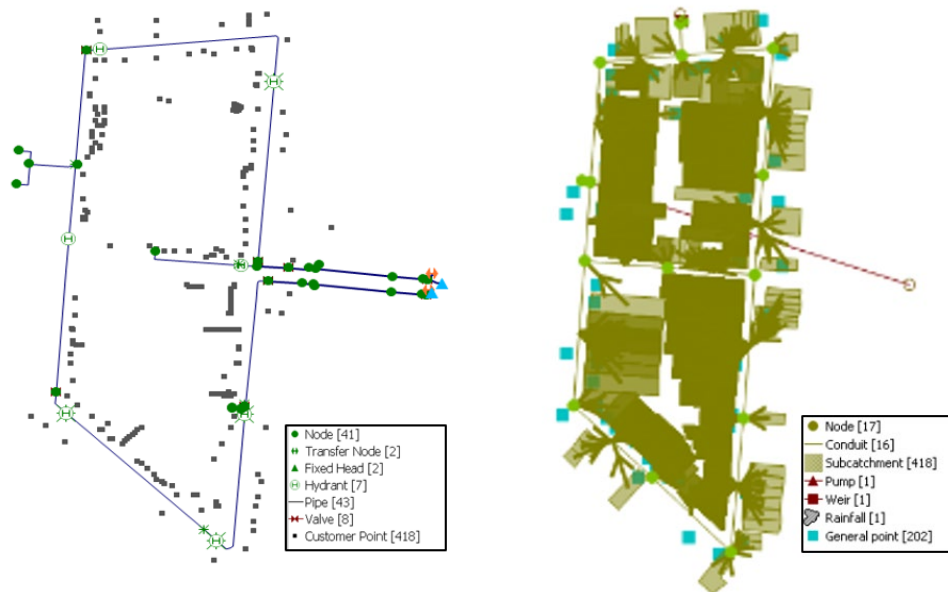 Node [41]
Transfer Node [2]
Fixed Head [2]
Hydrant [7]
Pipe [43]
Valve [8]
Customer Point [418]
Node [17]
Conduit [16]
Subcatchment [418]
Pump [1]
Weir [1]
Rainfall [1]
General point [202]